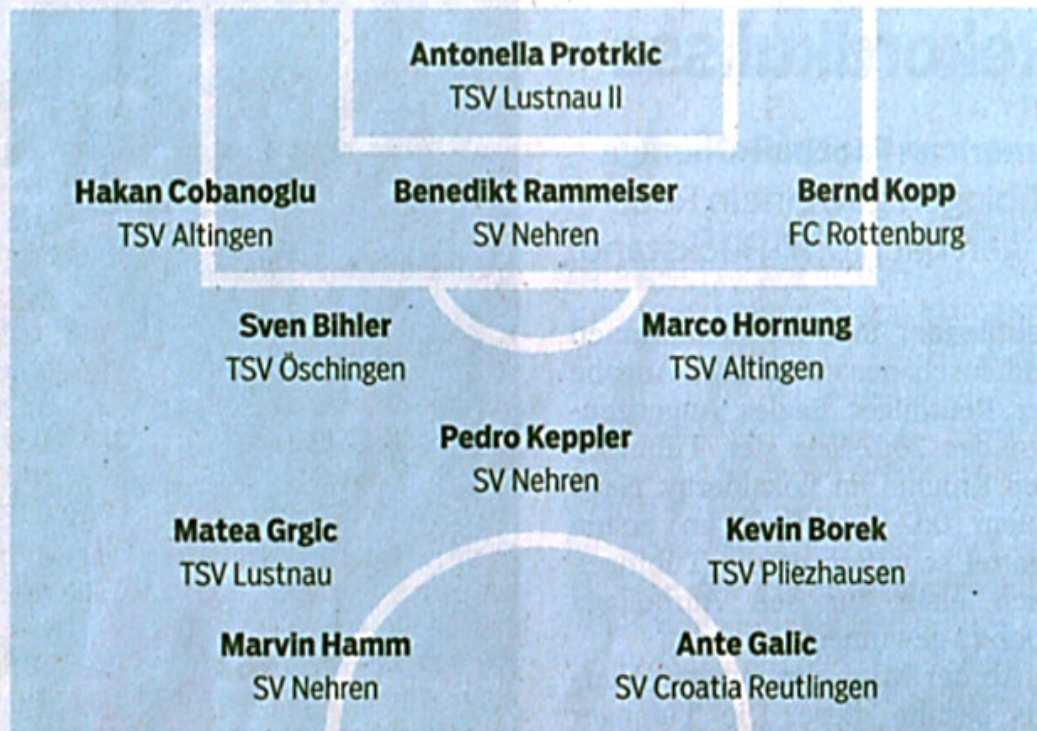 Antonella Protrkic
TSV Lustnau II
Hakan Cobanoglu Benedikt Rammeiser Bernd Kopp
TSV Altingen SV Nehren FC Rottenburg
Sven Bihler Marco Hornung
TSV Öschingen TSV Altingen
Pedro Keppler
SV Nehren
Matea Grgic Kevin Borek
TSV Lustnau TSV Pliezhausen
Marvin Hamm Ante Galic
SV Nehren SV Croatia Reutlingen